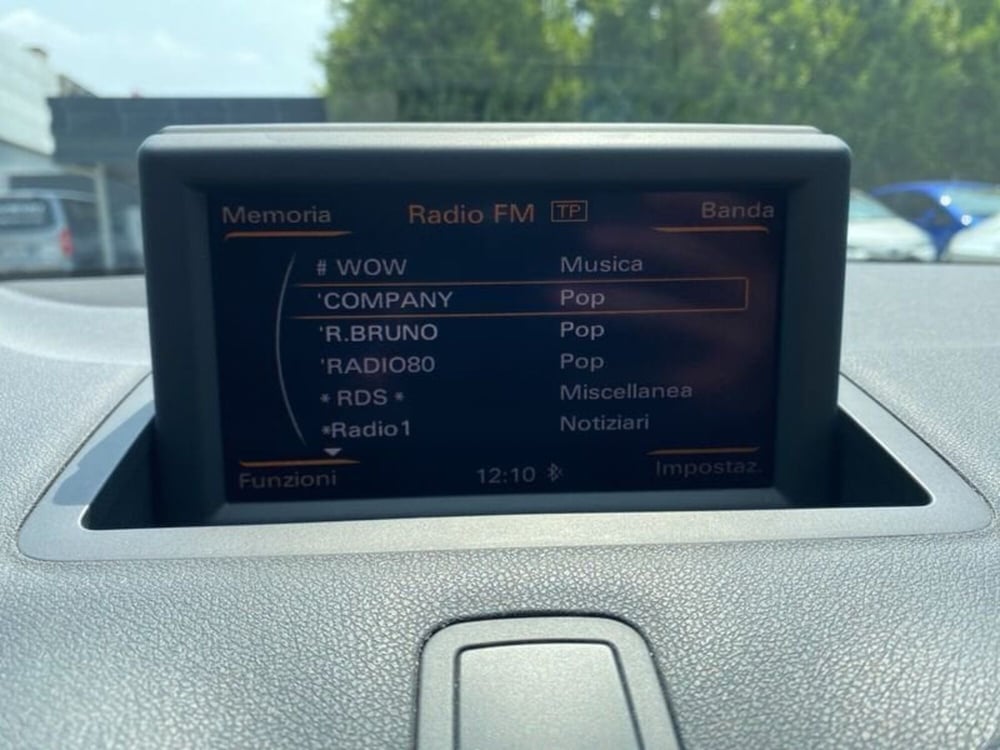 Memoria Radio FM TP Banda
# WOW Musica
'COMPANY Pop
'R.BRUNO Pop
'RADIO80 Pop
* RDS * Miscellanea
*Radio1 Notiziari
Funzioni 12:10 Impostaz.